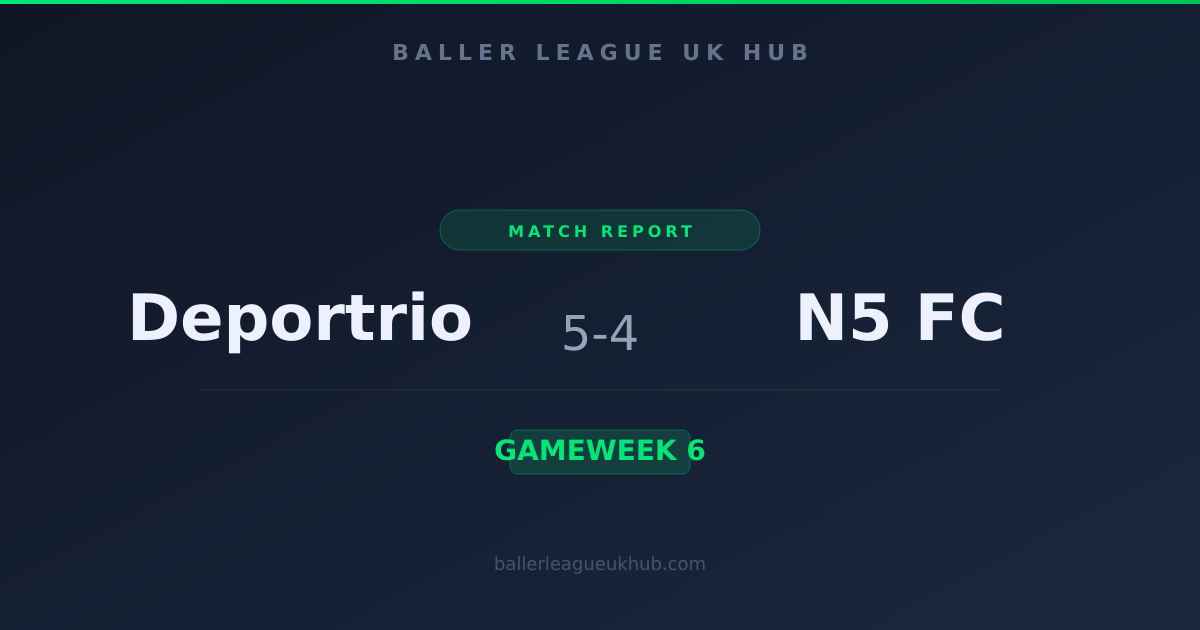 BALLER LEAGUE UK HUB
MATCH REPORT
Deportrio 5-4 N5 FC
GAMEWEEK 6
ballerleagueukhub.com